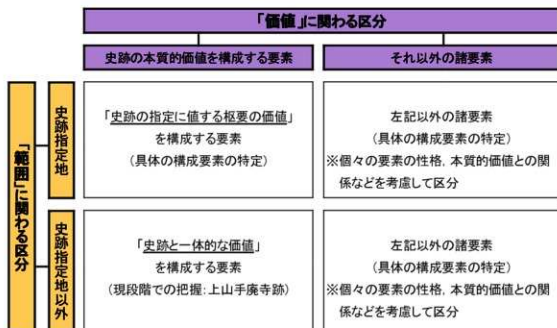 「価値」に関わる区分
史跡の本質的価値を構成する要素
それ以外の諸要素
「範囲」に関わる区分
史跡指定地
「史跡の指定に値する枢要の価値」
を構成する要素
(具体の構成要素の特定)
左記以外の諸要素
(具体の構成要素の特定)
※個々の要素の性格，本質的価値との関
係などを考慮して区分
史跡指定地以外
「史跡と一体的な価値」
を構成する要素
(現段階での把握:上山手廃寺跡)
左記以外の諸要素
(具体の構成要素の特定)
※個々の要素の性格，本質的価値との関
係などを考慮して区分